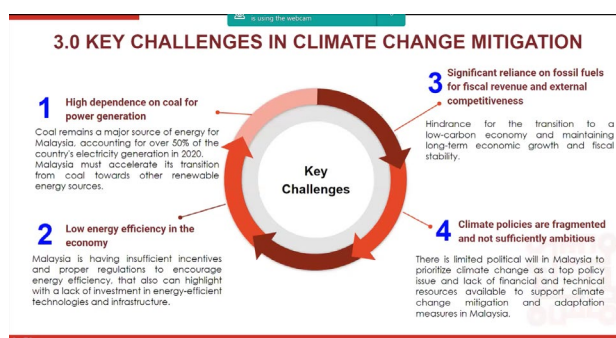 is using the webcam
3.0 KEY CHALLENGES IN CLIMATE CHANGE MITIGATION
1
High dependence on coal for
power generation
Coal remains a major source of energy for
Malaysia, accounting for over 50% of the
country's electricity generation in 2020.
Malaysia must accelerate its transition
from coal towards other renewable
energy sources.
2
Low energy efficiency in the
economy
Malaysia is having insufficient incentives
and proper regulations to encourage
energy efficiency, that also can highlight
with a lack of investment in energy-efficient
technologies and infrastructure.
Key
Challenges
3
Significant reliance on fossil fuels
for fiscal revenue and external
competitiveness
Hindrance for the transition to a
low-carbon economy and maintaining
long-term economic growth and fiscal
stability.
4
Climate policies are fragmented
and not sufficiently ambitious
There is limited political will in Malaysia to
prioritize climate change as a top policy
issue and lack of financial and technical
resources available to support climate
change mitigation and adaptation
measures in Malaysia.